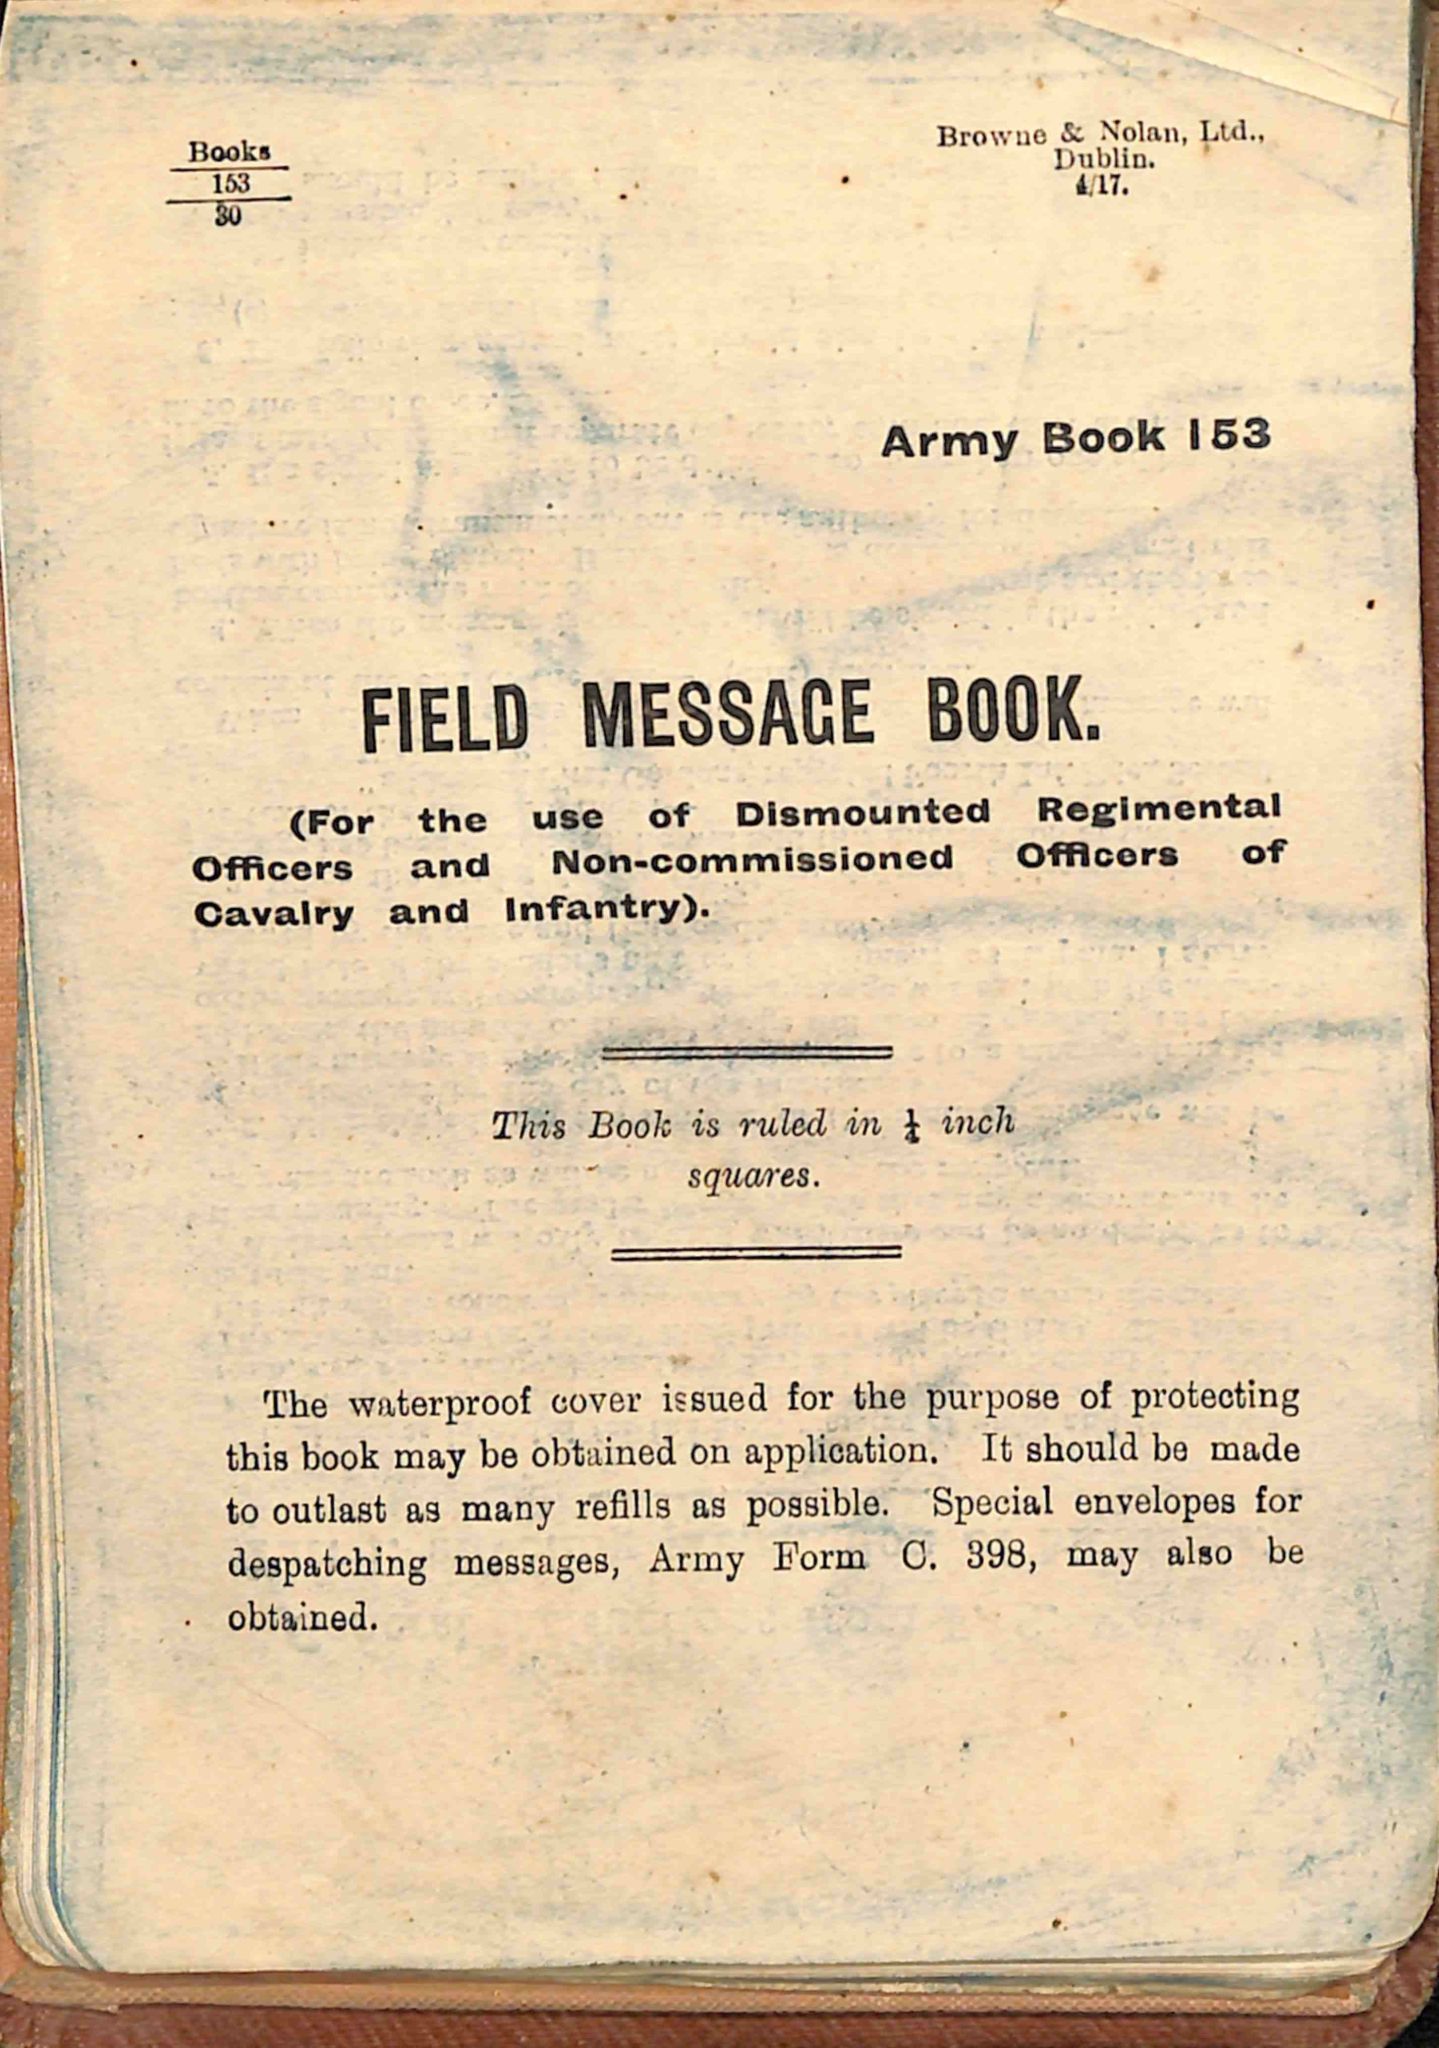 Books
153
30
Browne & Nolan, Ltd.,
Dublin.
4/17.
Army Book 153
FIELD MESSAGE BOOK.
(For the use of Dismounted Regimental
Officers and Non-commissioned Officers of
Cavalry and Infantry).
This Book is ruled in ¼ inch
squares.
The waterproof cover issued for the purpose of protecting
this book may be obtained on application. It should be made
to outlast as many refills as possible. Special envelopes for
despatching messages, Army Form C. 398, may also be
obtained.